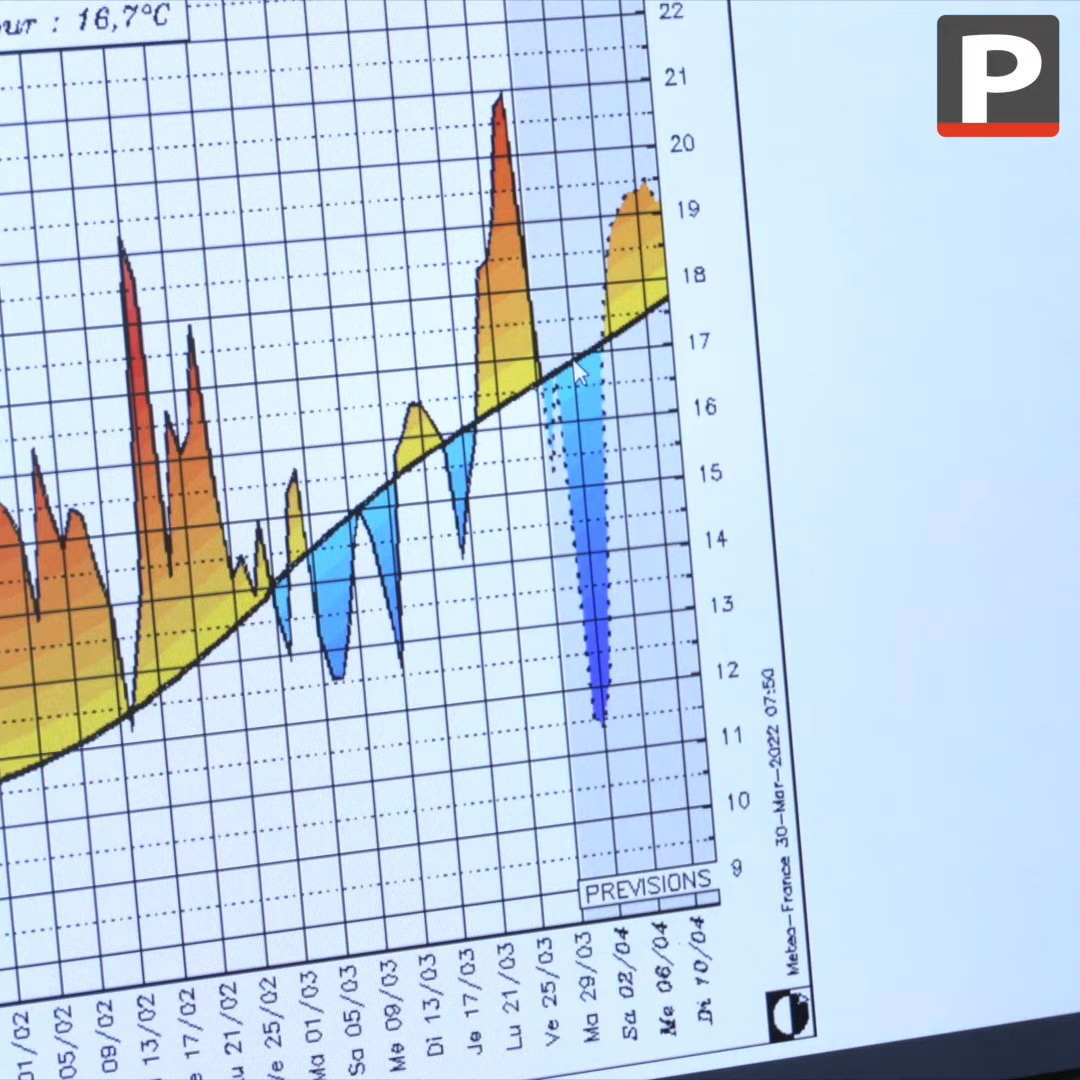 ur : 16,7°C
P
22
21
20
19
18
17
16
15
14
13
12
11
10
9
PREVISIONS
01/02
05/02
09/02
13/02
17/02
21/02
25/02
Ma 01/03
Sa 05/03
Me 09/03
Di 13/03
Je 17/03
Lu 21/03
Ve 25/03
Ma 29/03
Sa 02/04
Me 06/04
Di 10/04
Meteo-France 30-Mar-2022 07:50